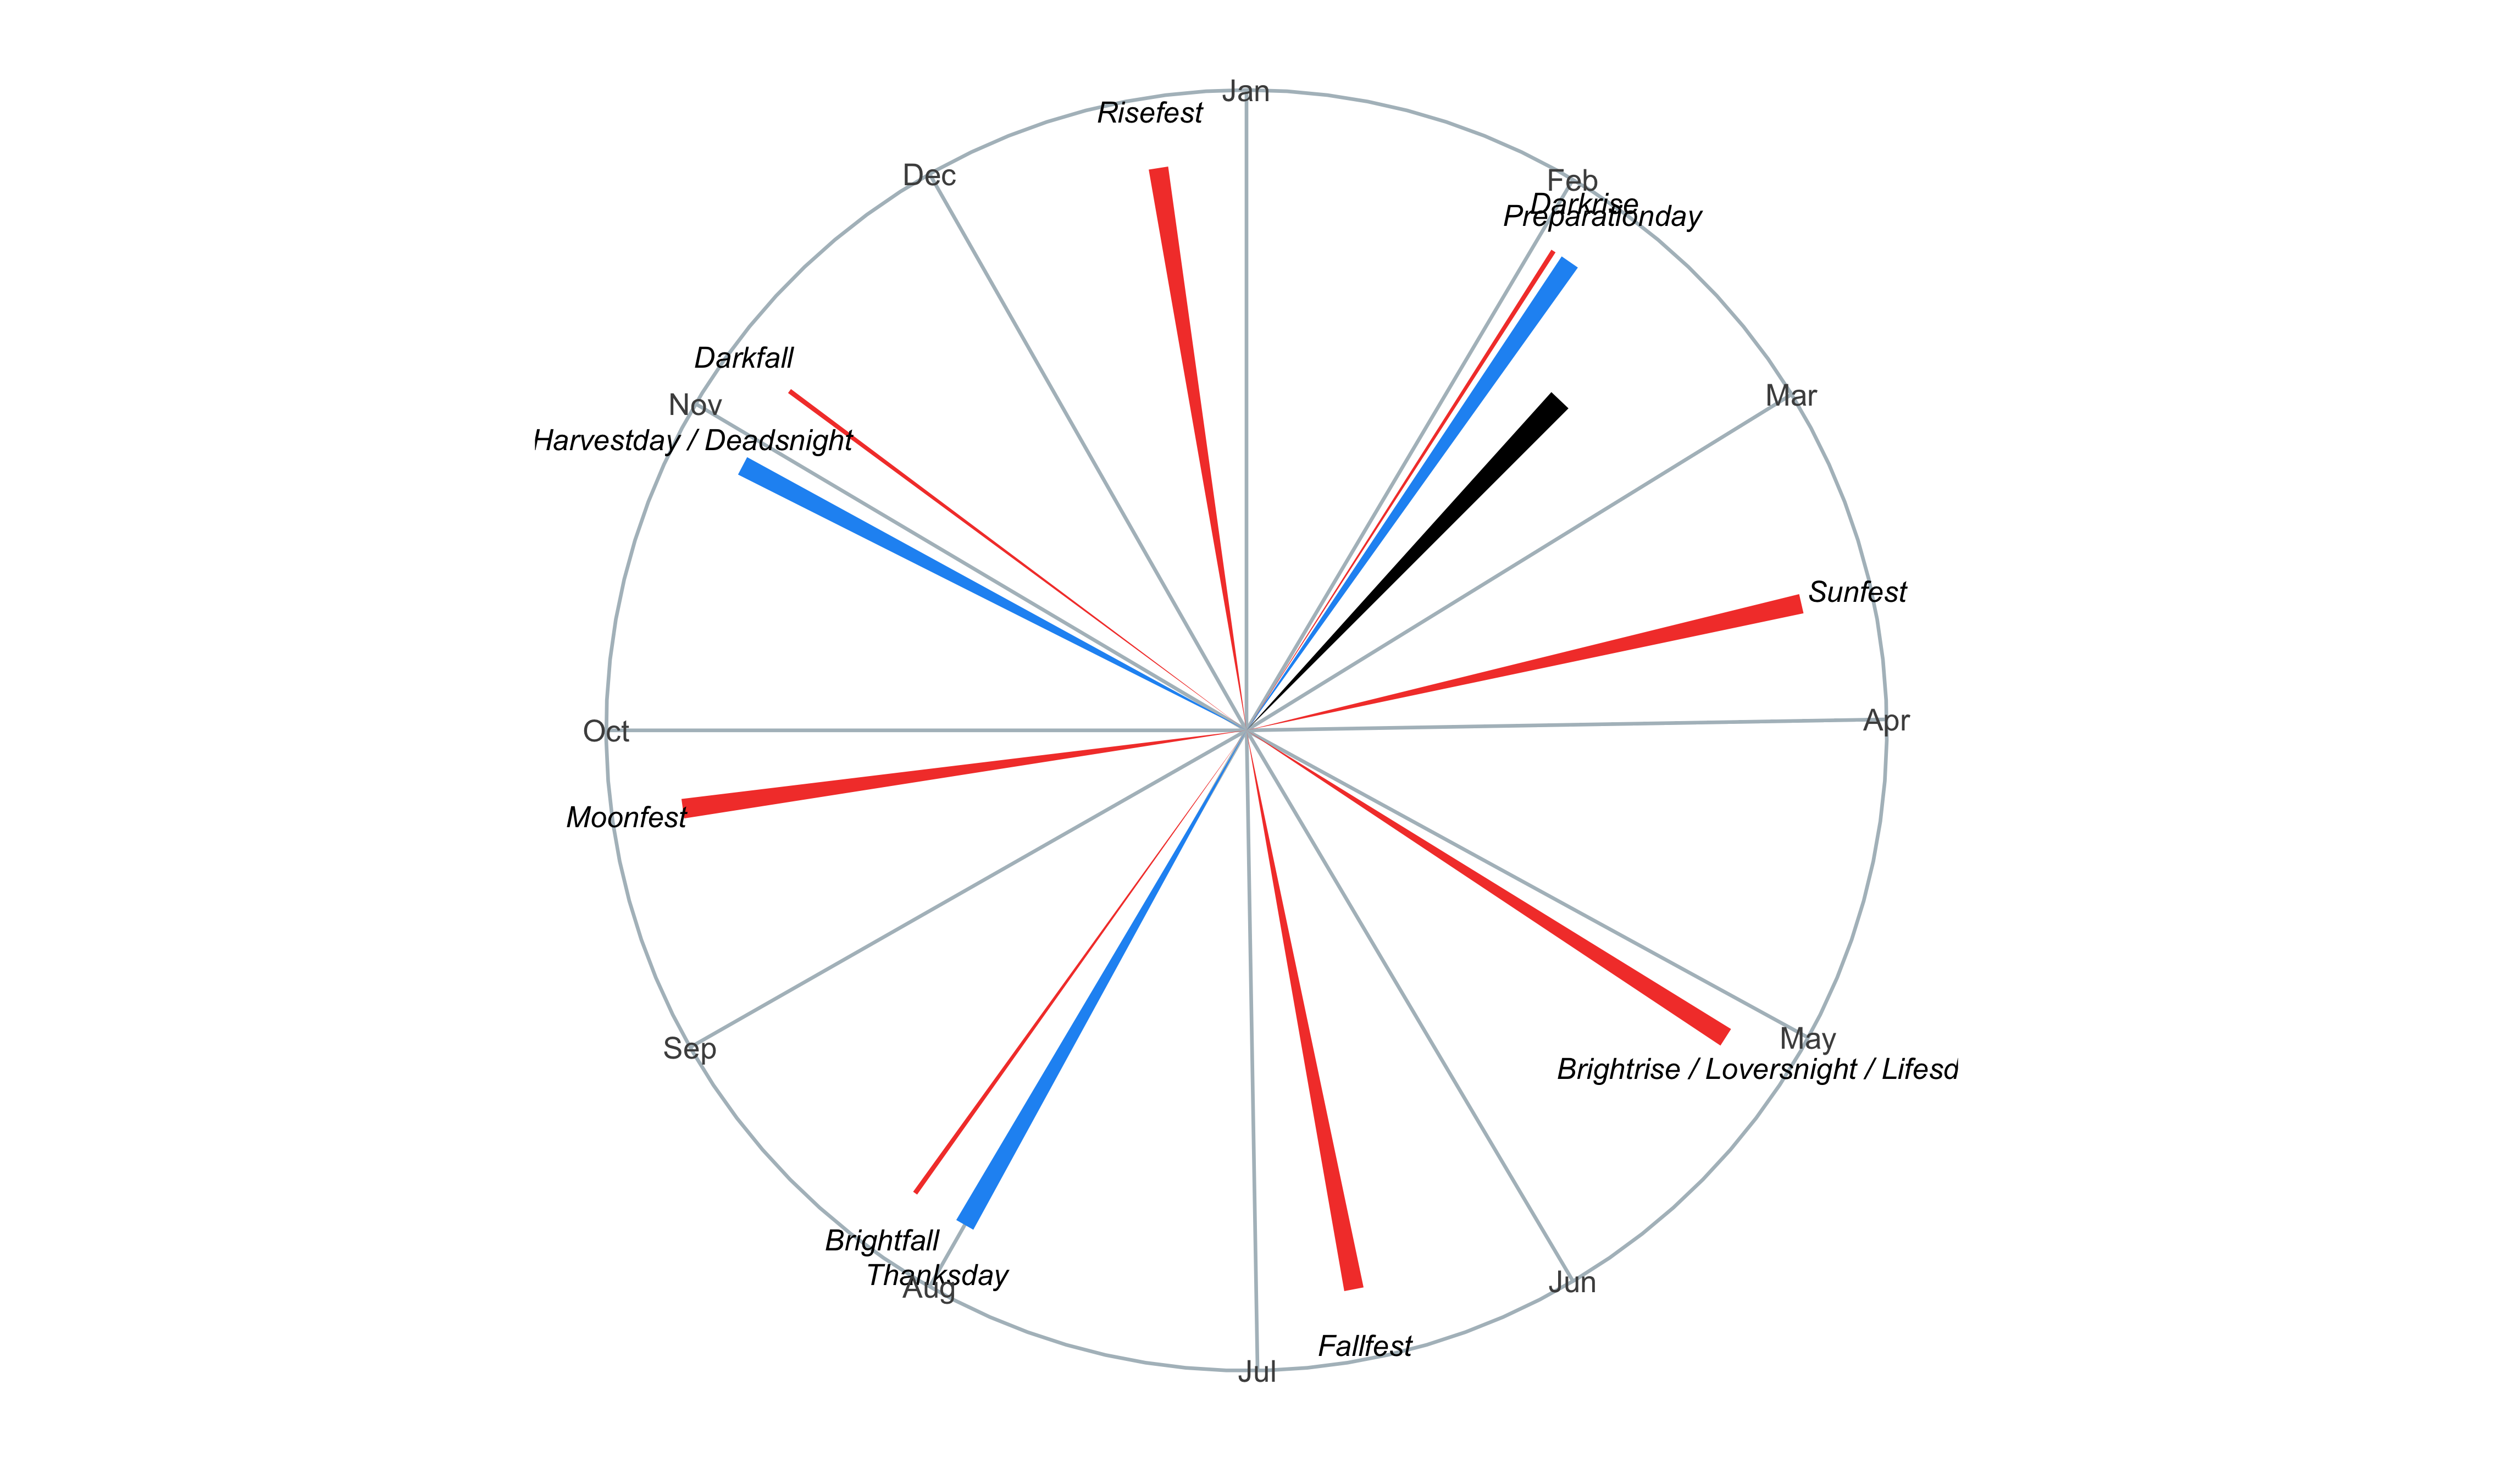 Jan
Risefest
Dec
Feb
Darkrise
Preparationday
Darkfall
Mar
Nov
Harvestday / Deadsnight
Sunfest
Apr
Oct
Moonfest
May
Sep
Brightrise / Loversnight / Lifesd
Brightfall
Thanksday
Aug
Jun
Fallfest
Jul